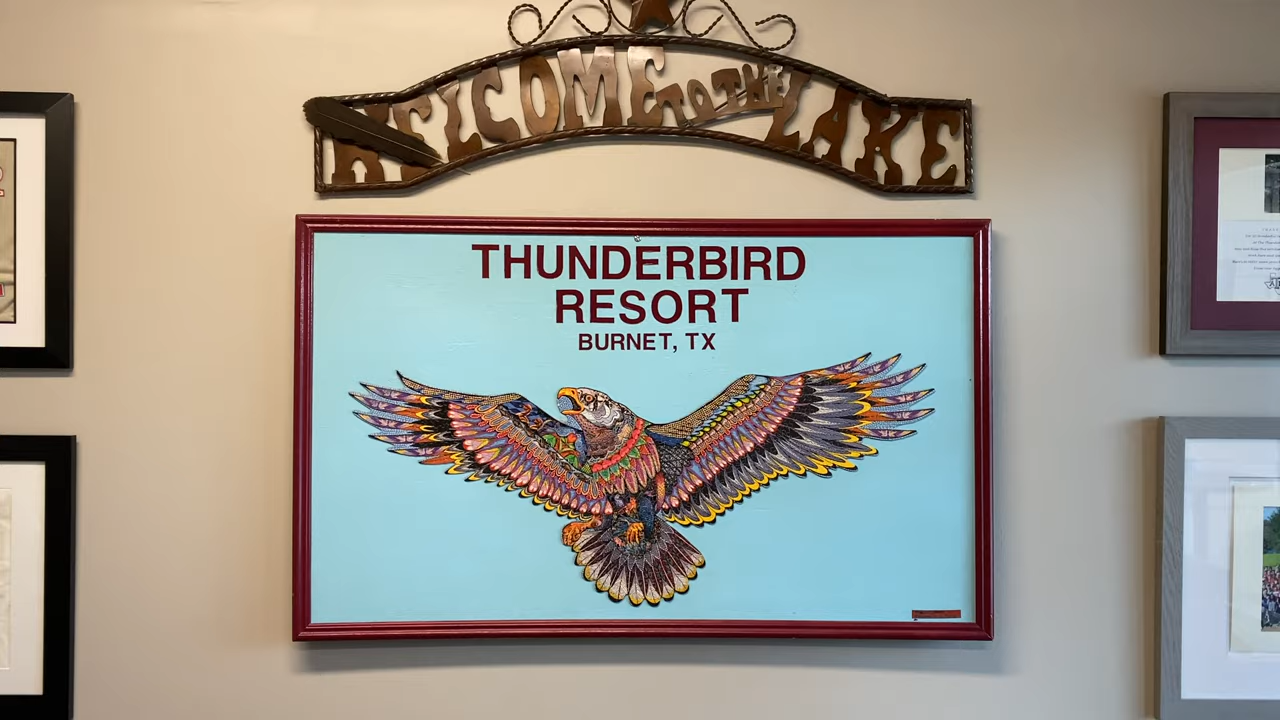 WELCOME TO THE LAKE
THUNDERBIRD
RESORT
BURNET, TX